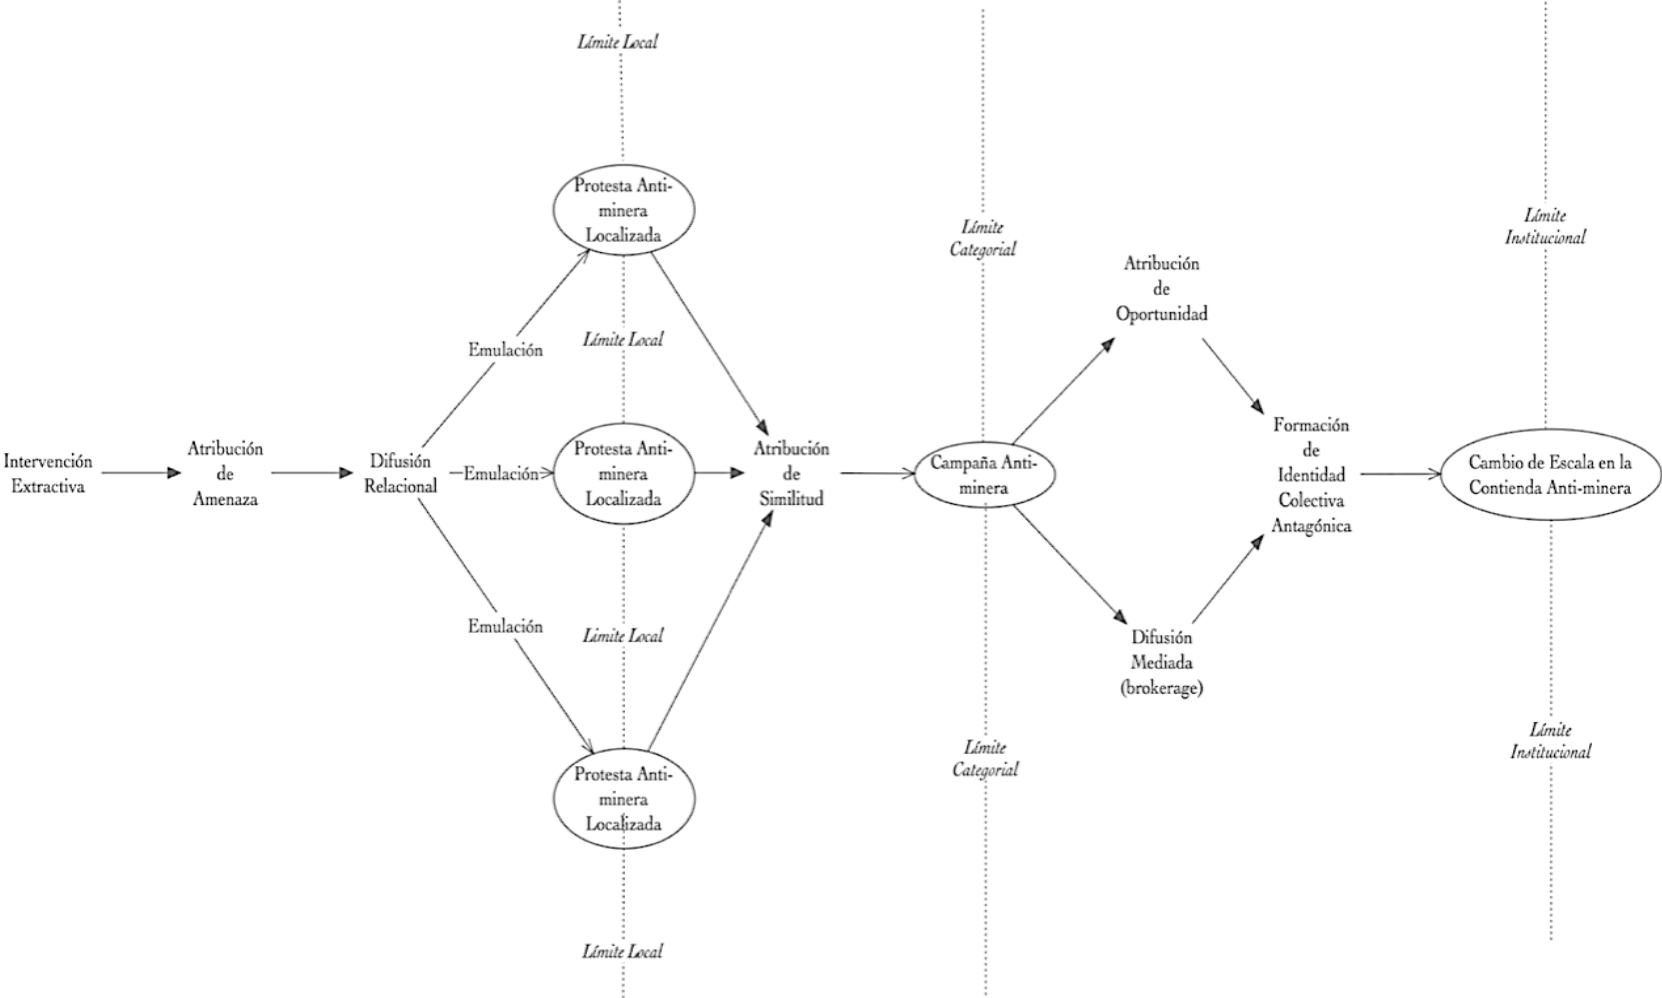 Límite Local
Protesta Anti-
minera
Localizada
Límite
Categorial
Límite
Institucional
Atribución
de
Oportunidad
Límite Local
Emulación
Intervención
Extractiva
Atribución
de
Amenaza
Difusión
Relacional
Emulación
Protesta Anti-
minera
Localizada
Atribución
de
Similitud
Campaña Anti-
minera
Formación
de
Identidad
Colectiva
Antagónica
Cambio de Escala en la
Contienda Anti-minera
Emulación
Límite Local
Difusión
Mediada
(brokerage)
Límite
Categorial
Límite
Institucional
Protesta Anti-
minera
Localizada
Límite Local